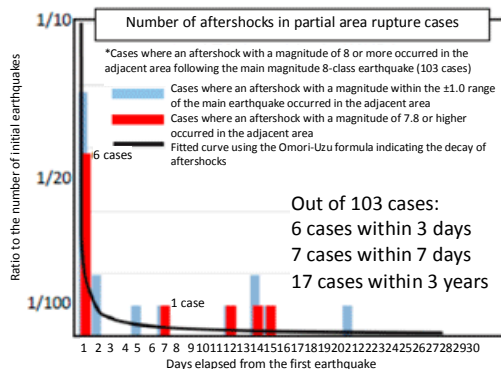 Number of aftershocks in partial area rupture cases
*Cases where an aftershock with a magnitude of 8 or more occurred in the
adjacent area following the main magnitude 8-class earthquake (103 cases)
Cases where an aftershock with a magnitude within the ±1.0 range
of the main earthquake occurred in the adjacent area
Cases where an aftershock with a magnitude of 7.8 or higher
occurred in the adjacent area
Fitted curve using the Omori-Uzu formula indicating the decay of
aftershocks
Ratio to the number of initial earthquakes
1/10
1/20
1/100
6 cases
1 case
Out of 103 cases:
6 cases within 3 days
7 cases within 7 days
17 cases within 3 years
1 2 3 4 5 6 7 8 9 10 11 12 13 14 15 16 17 18 19 20 21 22 23 24 25 26 27 28 29 30
Days elapsed from the first earthquake